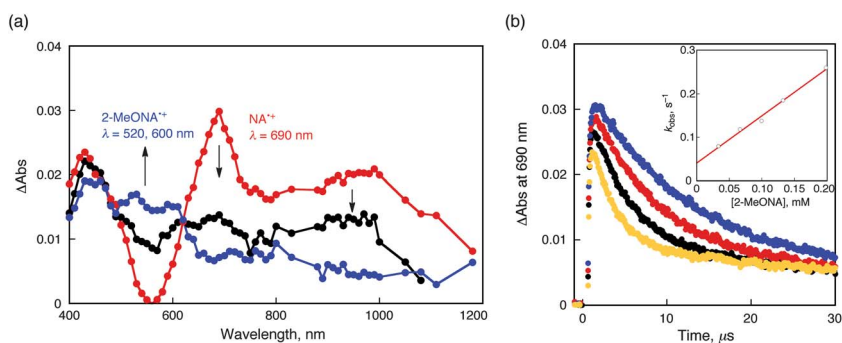 (a)
0.04
0.03
0.02
0.01
0
ΔAbs
2-MeONA•+
λ = 520, 600 nm
NA•+
λ = 690 nm
400
600
800
1000
1200
Wavelength, nm
(b)
0.04
0.03
0.02
0.01
0
ΔAbs at 690 nm
0
10
20
30
Time, μs
0.3
0.2
0.1
0
kobs, s⁻¹
0
0.05
0.10
0.15
0.20
[2-MeONA], mM